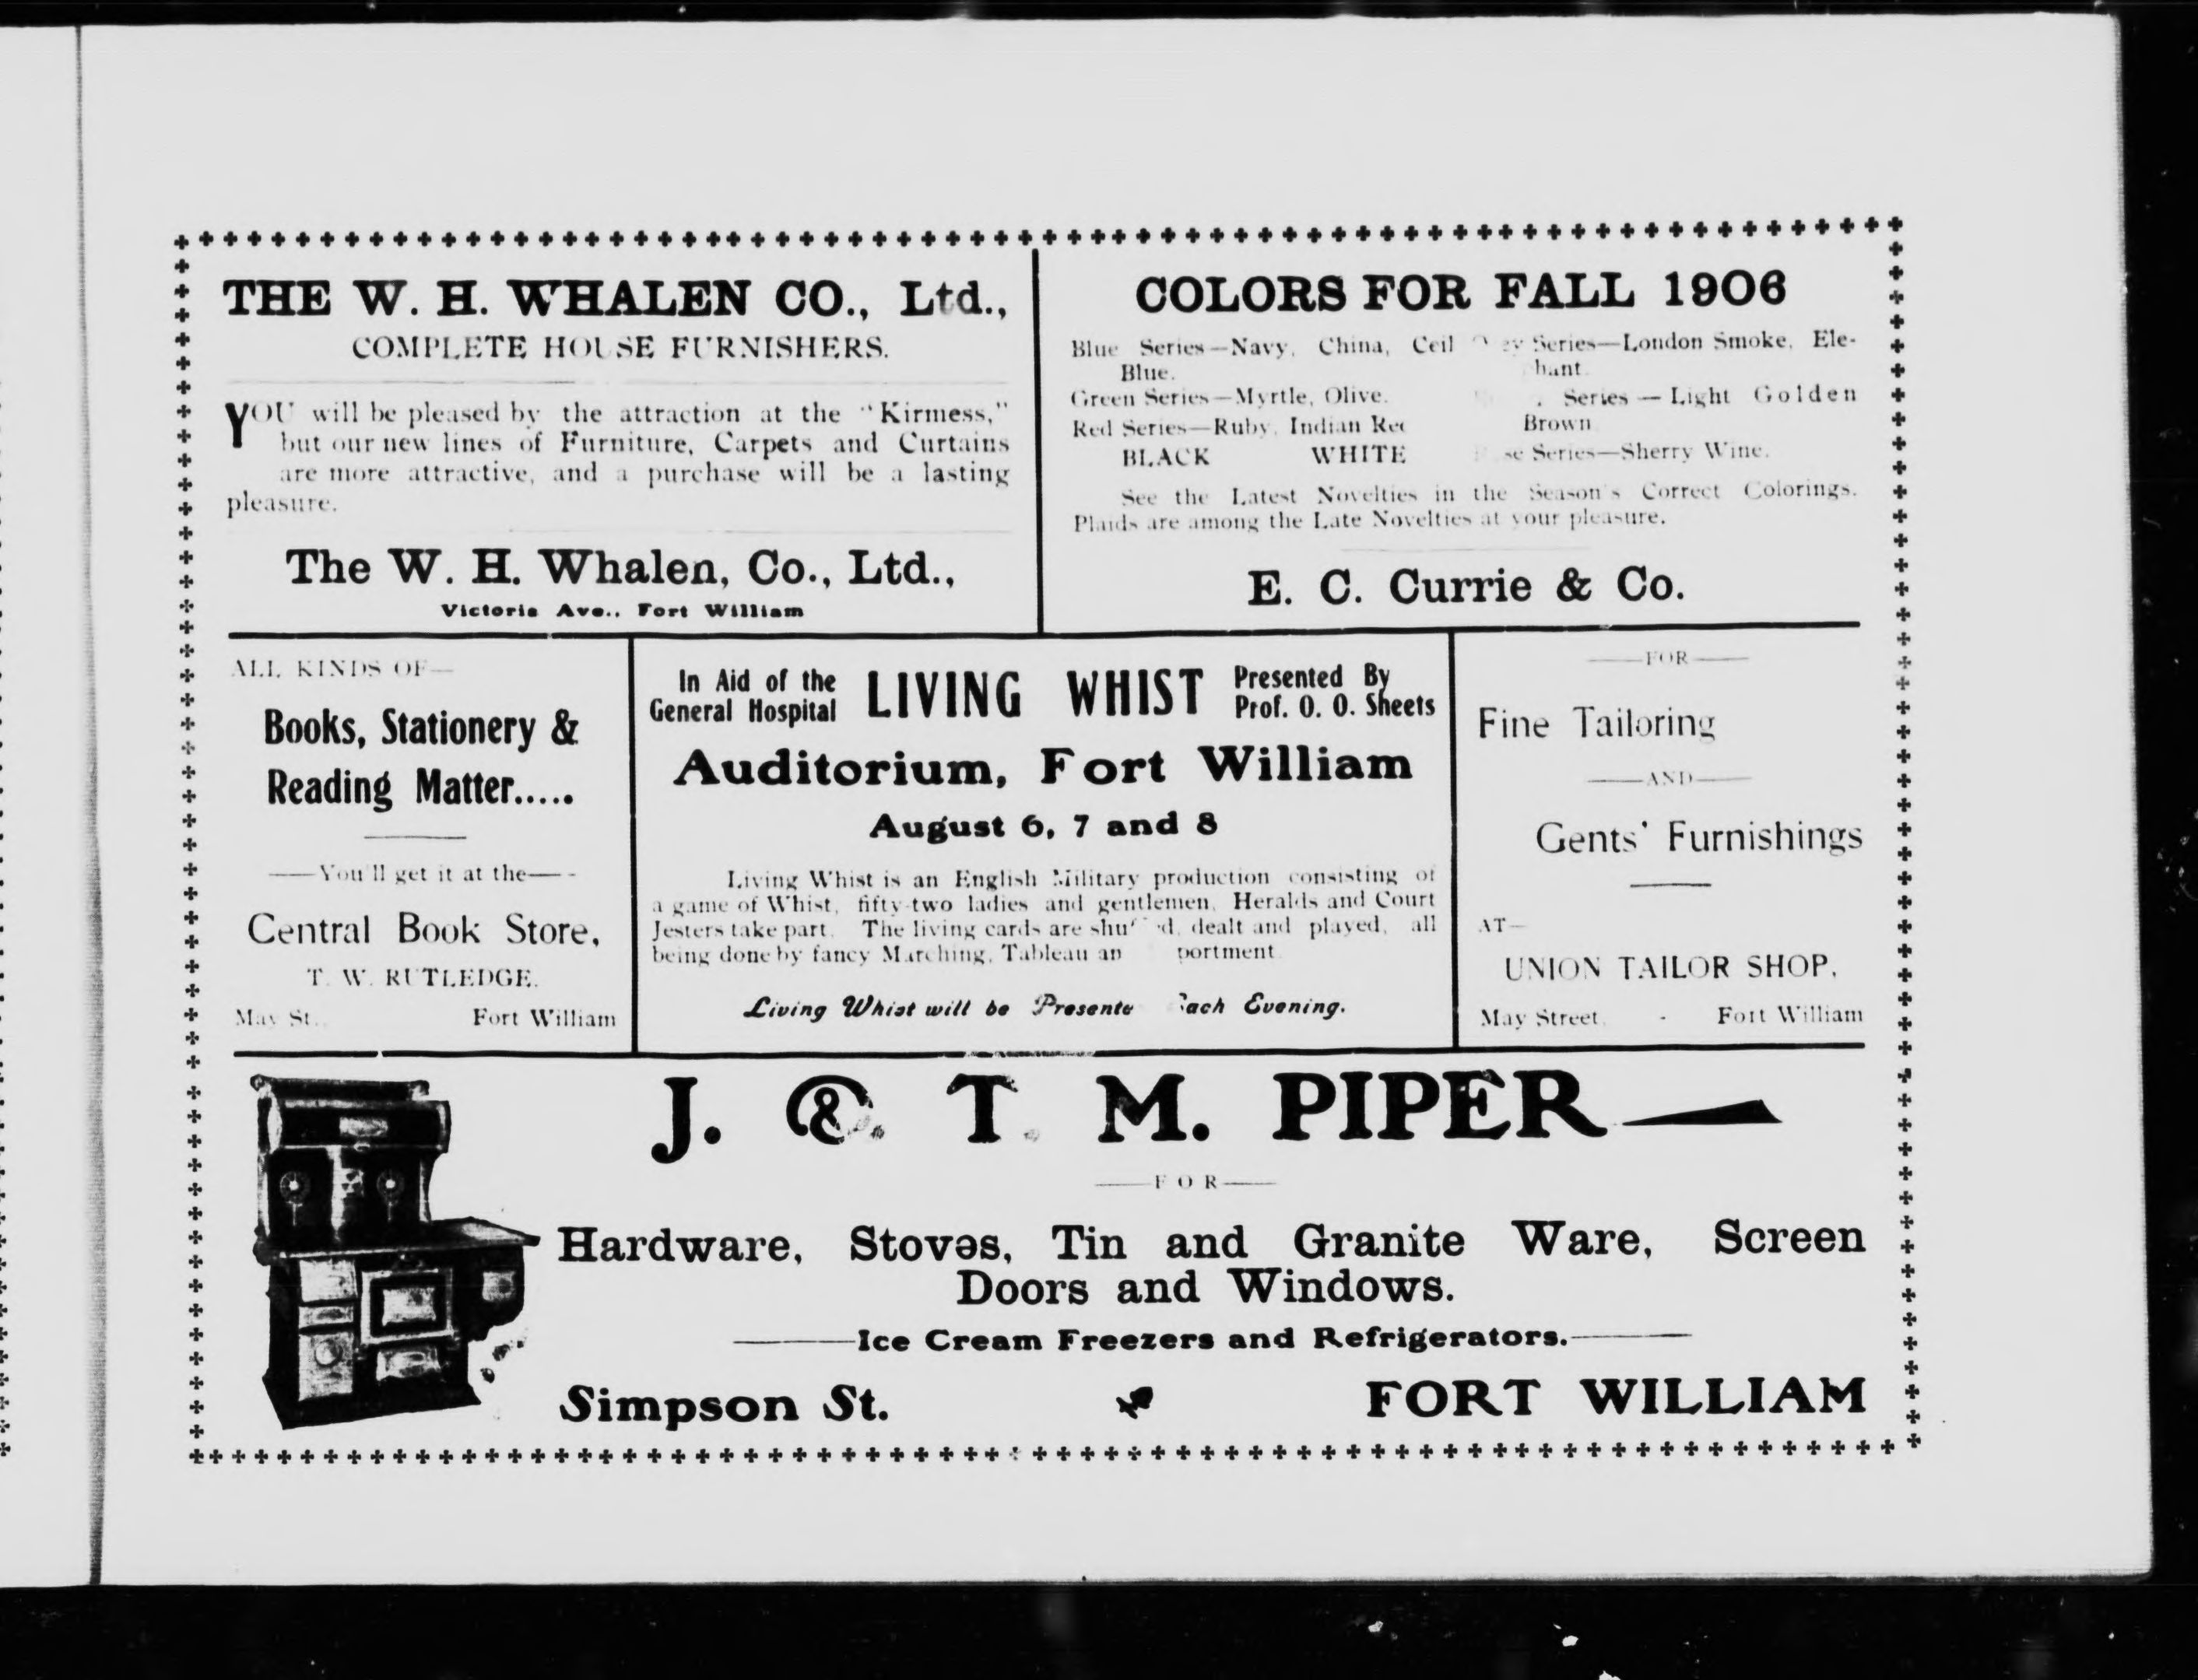 THE W. H. WHALEN CO., Ltd.,
COMPLETE HOUSE FURNISHERS.
YOU will be pleased by the attraction at the "Kirmess,"
but our new lines of Furniture, Carpets and Curtains
are more attractive, and a purchase will be a lasting
pleasure.
The W. H. Whalen, Co., Ltd.,
Victoria Ave., Fort William
COLORS FOR FALL 1906
Blue Series—Navy, China, Ceil
Blue.
Green Series—Myrtle, Olive.
Red Series—Ruby, Indian
BLACK WHITE
Series—London Smoke, Ele-
hant
Series — Light Golden
Brown
Series—Sherry Wine.
See the Latest Novelties in the Season's Correct Colorings.
Plaids are among the Late Novelties at your pleasure.
E. C. Currie & Co.
ALL KINDS OF—
Books, Stationery &
Reading Matter.....
——You'll get it at the——
Central Book Store,
T. W. RUTLEDGE.
May St. Fort William
In Aid of the
General Hospital
LIVING WHIST
Presented By
Prof. O. O. Sheets
Auditorium, Fort William
August 6, 7 and 8
Living Whist is an English Military production consisting of
a game of Whist, fifty-two ladies and gentlemen, Heralds and Court
Jesters take part. The living cards are dealt and played, all
being done by fancy Marching, Tableau
Living Whist will be Evening.
——FOR——
Fine Tailoring
——AND——
Gents' Furnishings
AT—
UNION TAILOR SHOP,
May Street, - Fort William
J. & T. M. PIPER—
——FOR——
Hardware, Stoves, Tin and Granite Ware, Screen
Doors and Windows.
——Ice Cream Freezers and Refrigerators.——
Simpson St. FORT WILLIAM